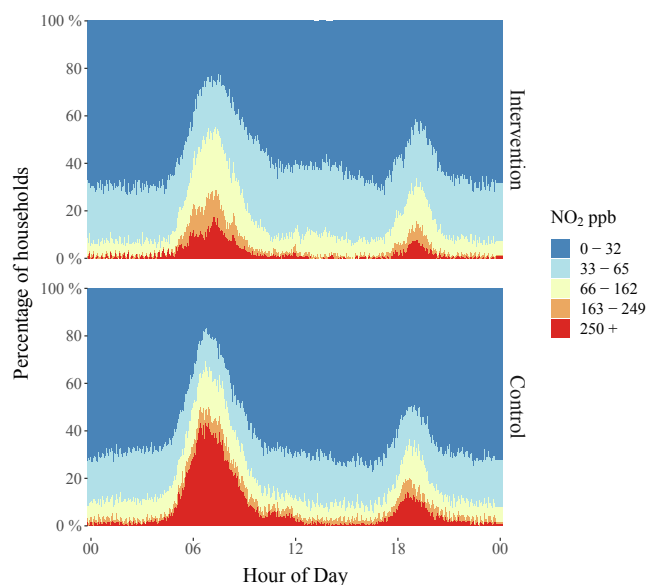 100 %
80
60
40
20
0 %
Intervention
100 %
80
60
40
20
0 %
Control
Percentage of households
00
06
12
18
00
Hour of Day
NO₂ ppb
0 − 32
33 − 65
66 − 162
163 − 249
250 +